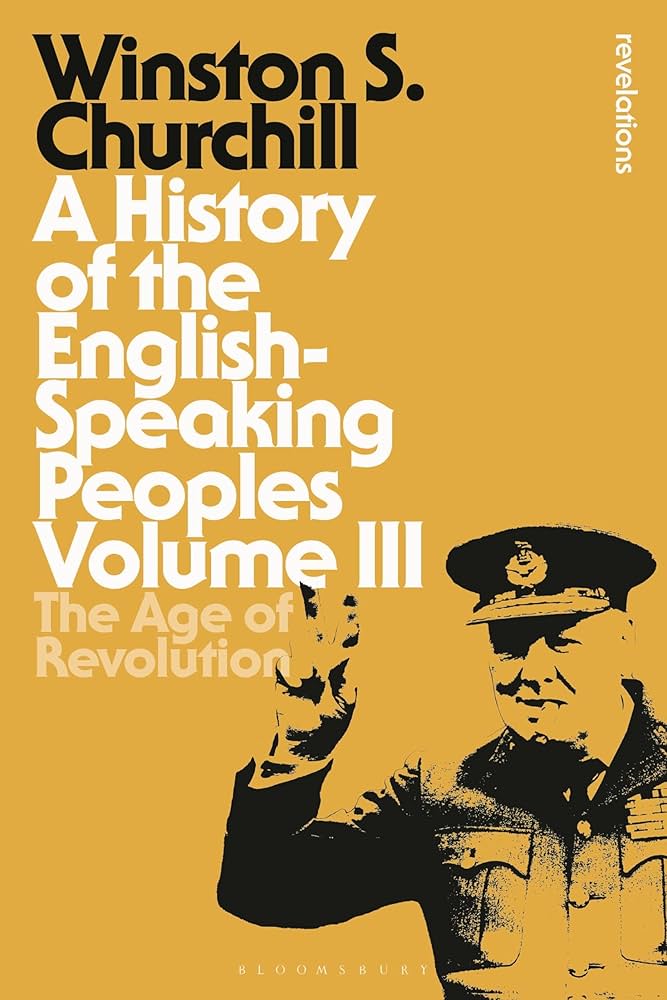 Winston S.
Churchill
A History
of the
English-
Speaking
Peoples
Volume III
The Age of
Revolution
revelations
BLOOMSBURY